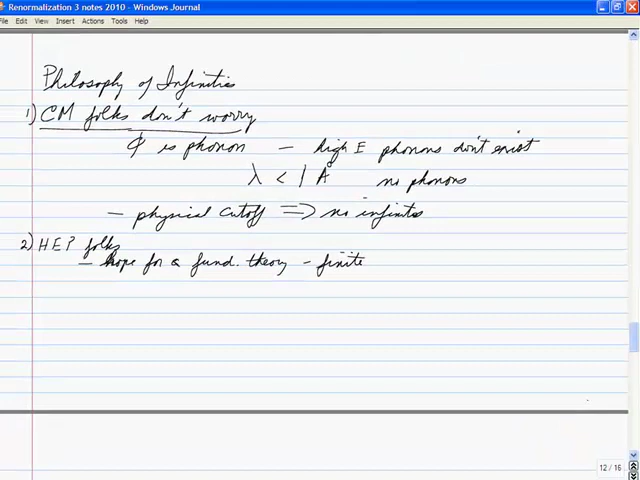 Renormalization 3 notes 2010 - Windows Journal
File Edit View Insert Actions Tools Help
Philosophy of Infinities
1) CM folks don't worry
ϕ is phonon - high E phonons don't exist
λ < 1 Å no phonons
- physical cutoff ⇒ no infinites
2) HEP folks
- hope for a fund. theory - finite
12 / 16